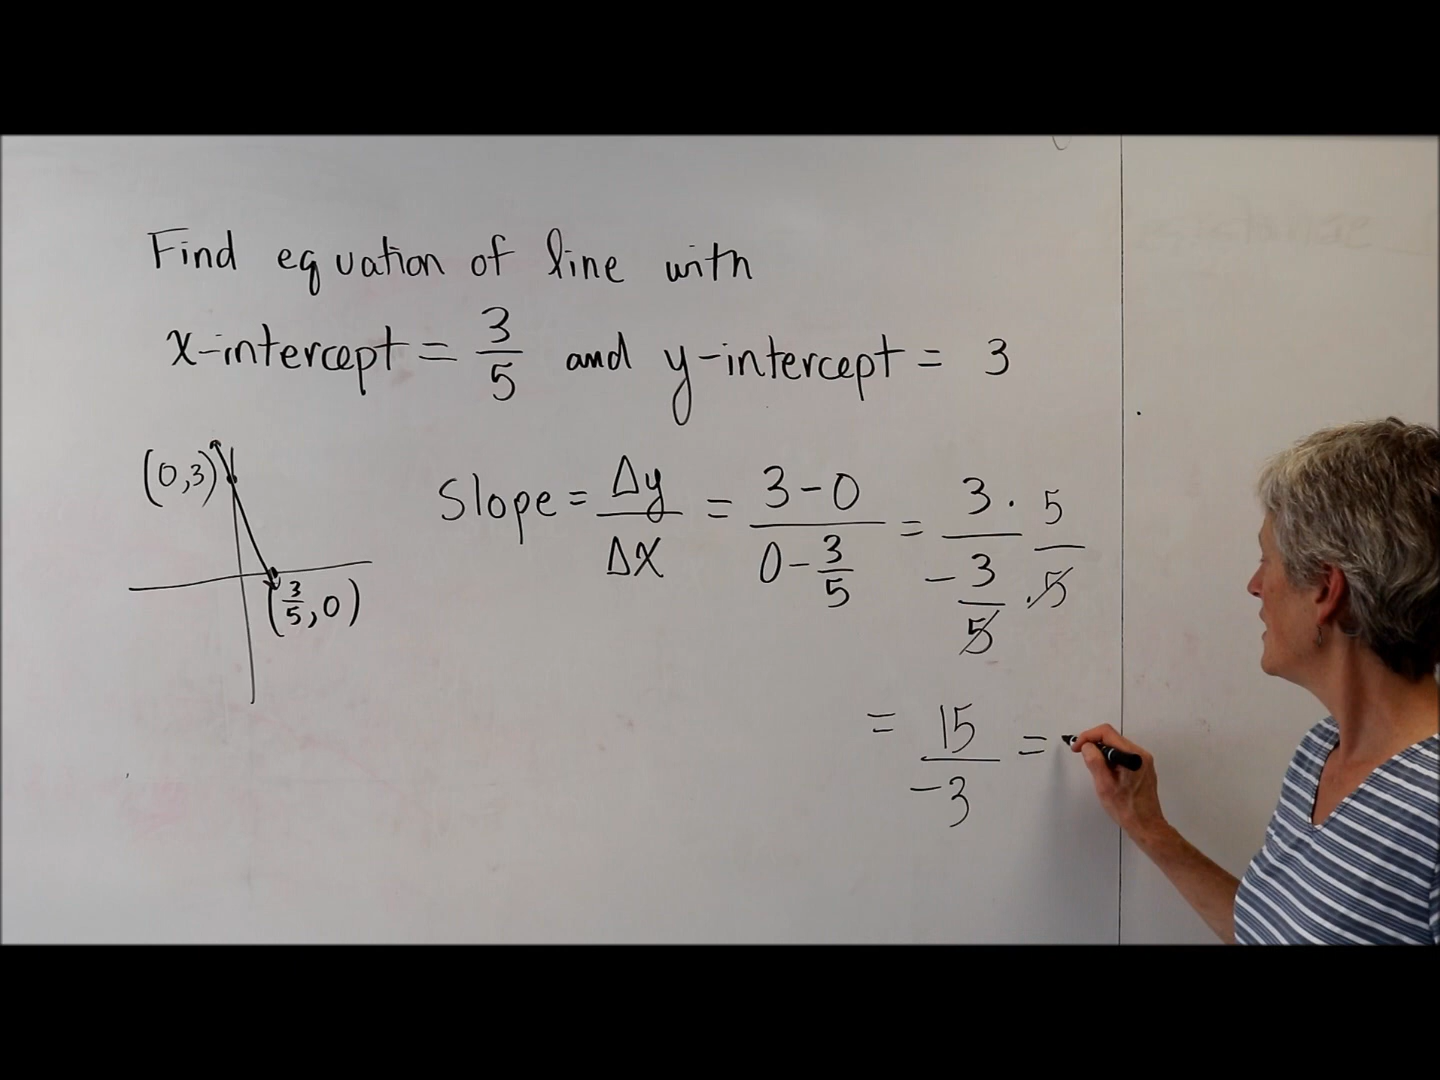 Find equation of line with
x-intercept = 3/5 and y-intercept = 3
(0,3)
(3/5, 0)
Slope = Δy/Δx = 3-0/0-3/5 = 3·5/-3/5·5
= 15/-3 =